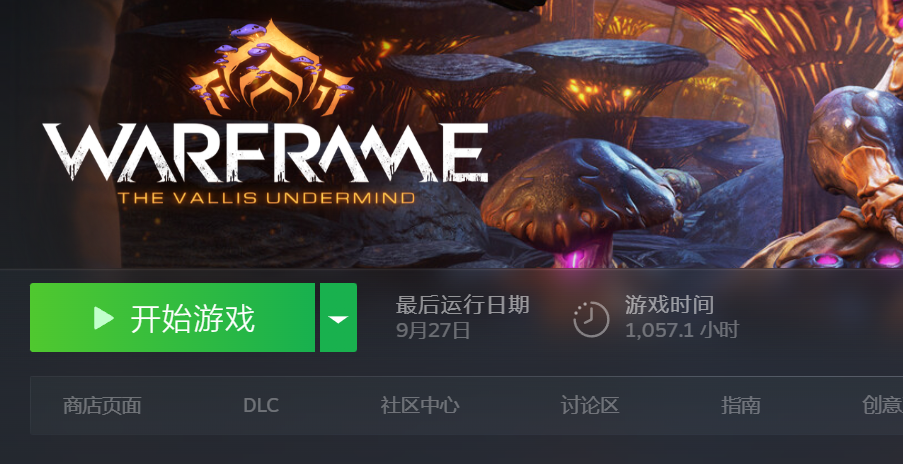 WARFRAME
THE VALLIS UNDERMIND
开始游戏
最后运行日期
9月27日
游戏时间
1,057.1 小时
商店页面 DLC 社区中心 讨论区 指南 创意